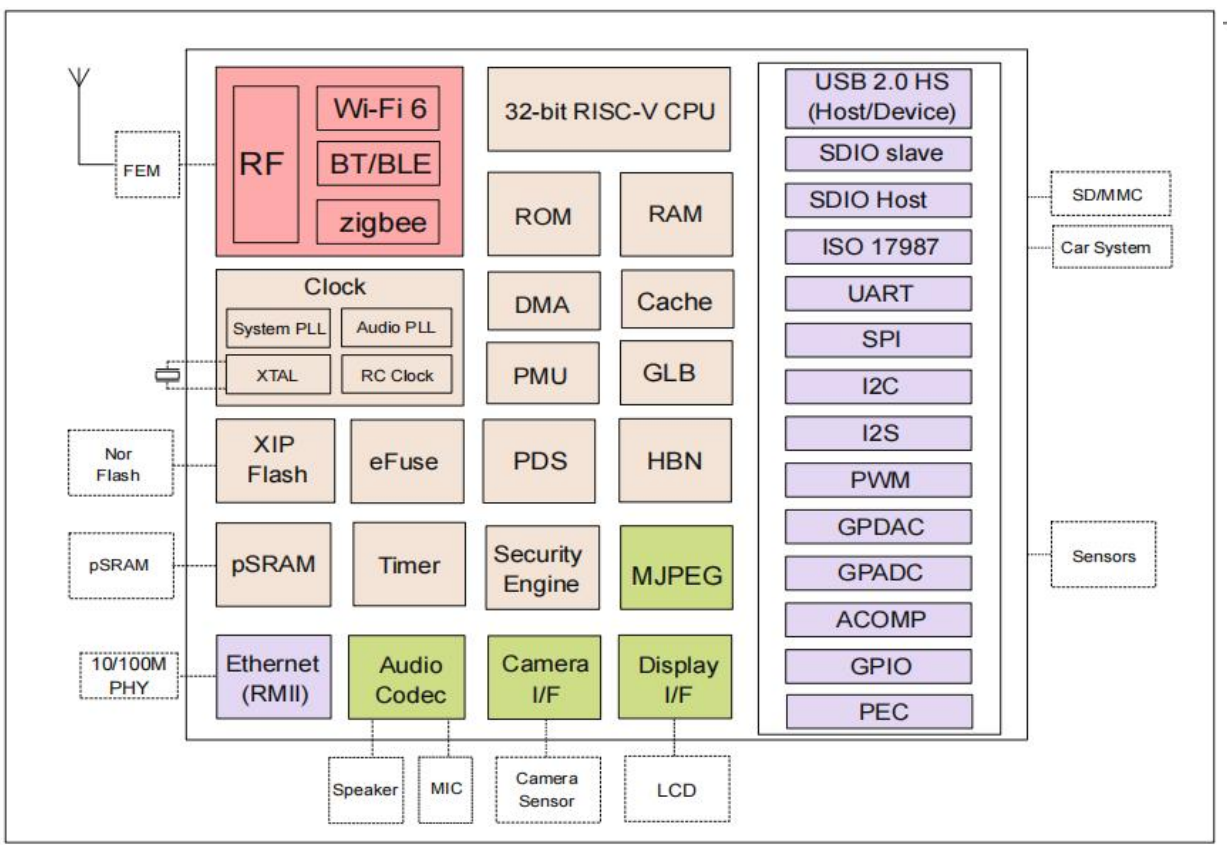 FEM
RF
Wi-Fi 6
BT/BLE
zigbee
Clock
System PLL
Audio PLL
XTAL
RC Clock
Nor
Flash
XIP
Flash
eFuse
pSRAM
pSRAM
Timer
10/100M
PHY
Ethernet
(RMII)
Audio
Codec
32-bit RISC-V CPU
ROM
RAM
DMA
Cache
PMU
GLB
PDS
HBN
Security
Engine
MJPEG
Camera
I/F
Display
I/F
Speaker
MIC
Camera
Sensor
LCD
USB 2.0 HS
(Host/Device)
SDIO slave
SDIO Host
ISO 17987
UART
SPI
I2C
I2S
PWM
GPDAC
GPADC
ACOMP
GPIO
PEC
SD/MMC
Car System
Sensors